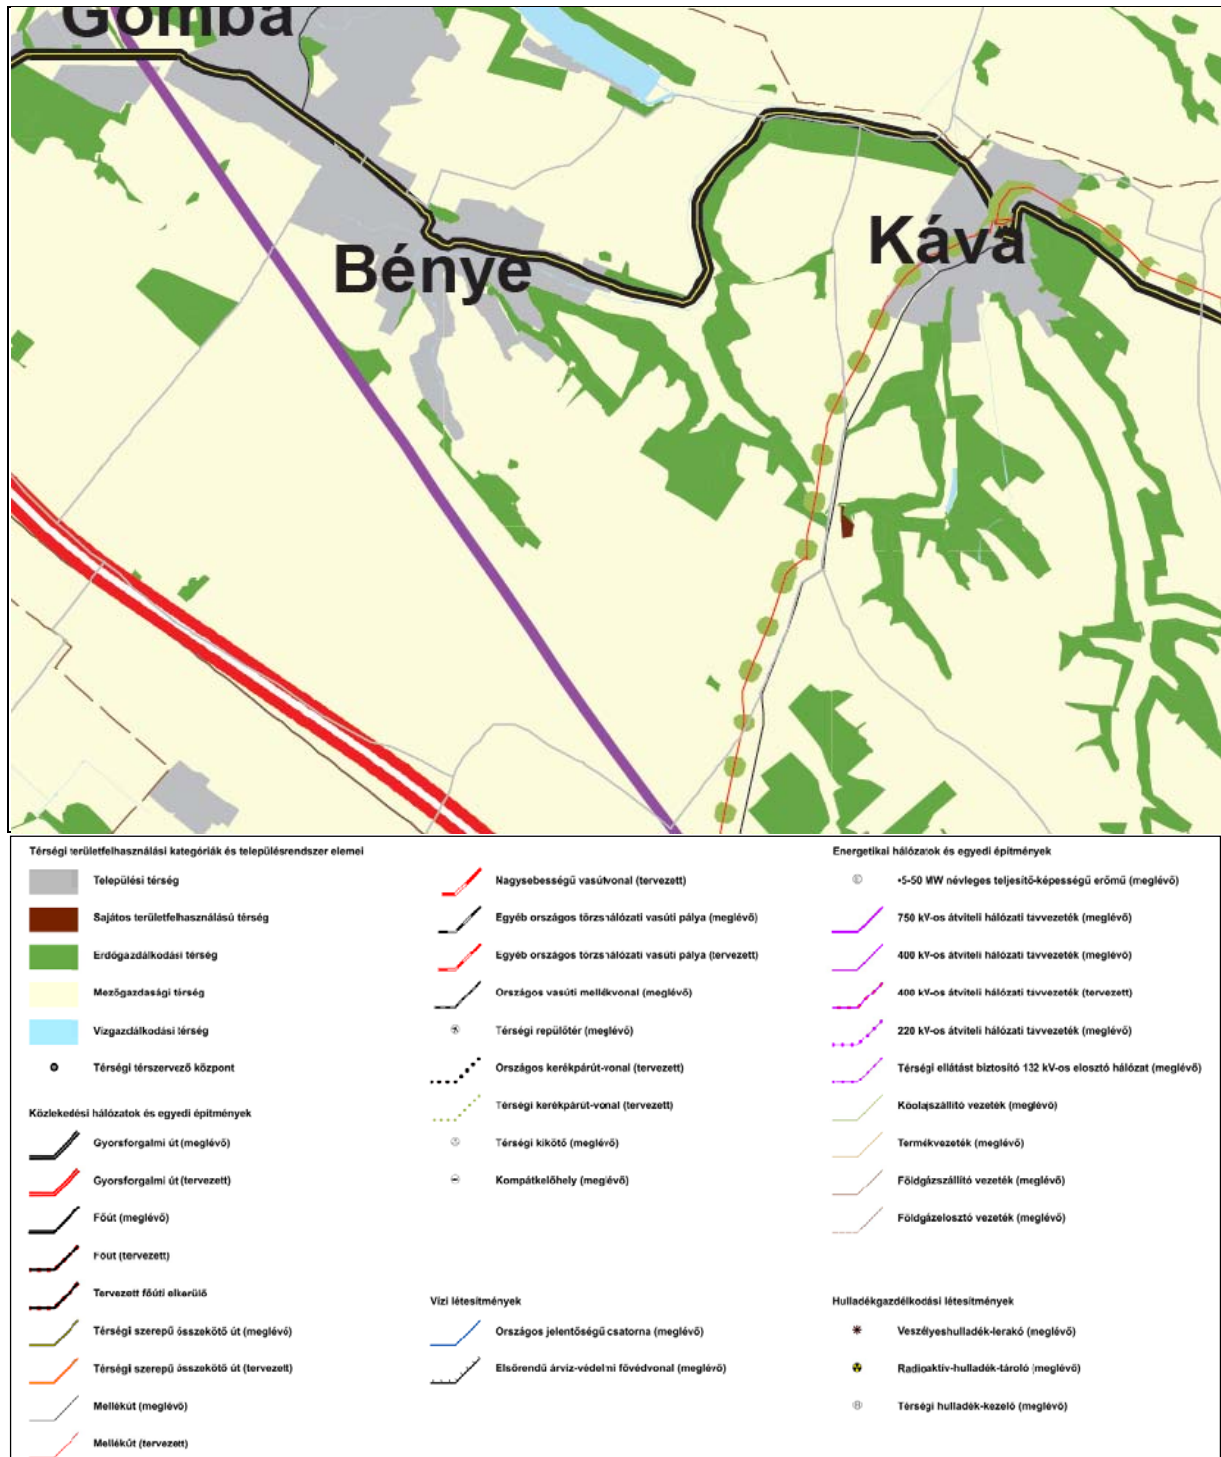 Gomba
Bénye
Káva
Térségi területfelhasználási kategóriák és településrendszer elemei
Települési térség
Sajátos területfelhasználású térség
Erdőgazdálkodási térség
Mezőgazdasági térség
Vízgazdálkodási térség
Térségi térszervező központ
Közlekedési hálózatok és egyedi építmények
Gyorsforgalmi út (meglévő)
Gyorsforgalmi út (tervezett)
Főút (meglévő)
Főút (tervezett)
Tervezett főúti elkerülő
Térségi szerepű összekötő út (meglévő)
Térségi szerepű összekötő út (tervezett)
Mellékút (meglévő)
Mellékút (tervezett)
Nagysebességű vasútvonal (tervezett)
Egyéb országos törzshálózati vasúti pálya (meglévő)
Egyéb országos törzshálózati vasúti pálya (tervezett)
Országos vasúti mellékvonal (meglévő)
Térségi repülőtér (meglévő)
Országos kerékpárút-vonal (tervezett)
Térségi kerékpárút-vonal (tervezett)
Térségi kikötő (meglévő)
Kompátkelőhely (meglévő)
Vízi létesítmények
Országos jelentőségű csatorna (meglévő)
Elsőrendű árvíz-védelmi fővédvonal (meglévő)
Energetikai hálózatok és egyedi építmények
•5-50 MW névleges teljesítő-képességű erőmű (meglévő)
750 kV-os átviteli hálózati távvezeték (meglévő)
400 kV-os átviteli hálózati távvezeték (meglévő)
400 kV-os átviteli hálózati távvezeték (tervezett)
220 kV-os átviteli hálózati távvezeték (meglévő)
Térségi ellátást biztosító 132 kV-os elosztó hálózat (meglévő)
Kőolajszállító vezeték (meglévő)
Termékvezeték (meglévő)
Földgázszállító vezeték (meglévő)
Földgázelosztó vezeték (meglévő)
Hulladékgazdálkodási létesítmények
Veszélyeshulladék-lerakó (meglévő)
Radioaktív-hulladék-tároló (meglévő)
Térségi hulladék-kezelő (meglévő)